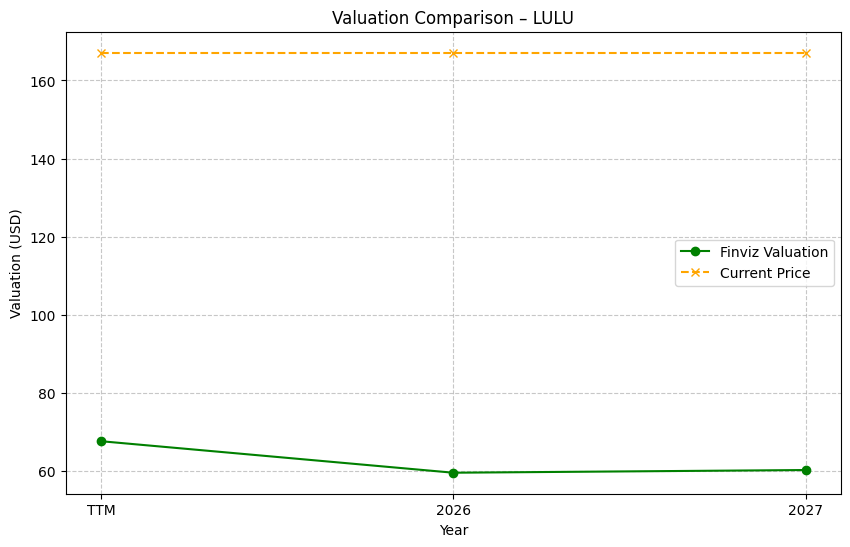 Valuation Comparison – LULU
Valuation (USD)
160
140
120
100
80
60
Finviz Valuation
Current Price
TTM
2026
2027
Year